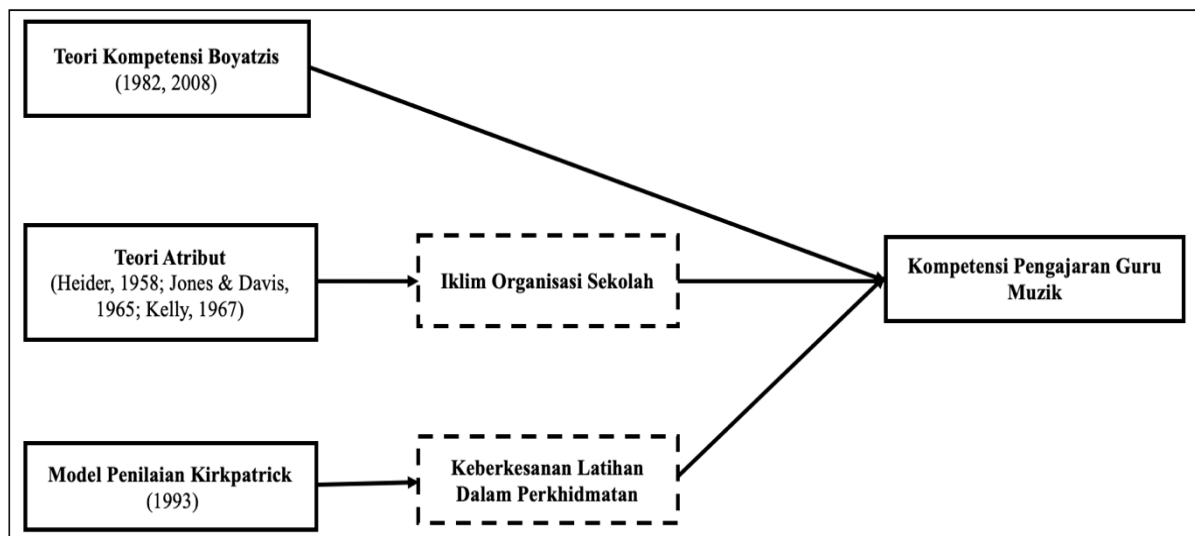 Teori Kompetensi Boyatzis
(1982, 2008)
Teori Atribut
(Heider, 1958; Jones & Davis,
1965; Kelly, 1967)
Iklim Organisasi Sekolah
Kompetensi Pengajaran Guru
Muzik
Model Penilaian Kirkpatrick
(1993)
Keberkesanan Latihan
Dalam Perkhidmatan